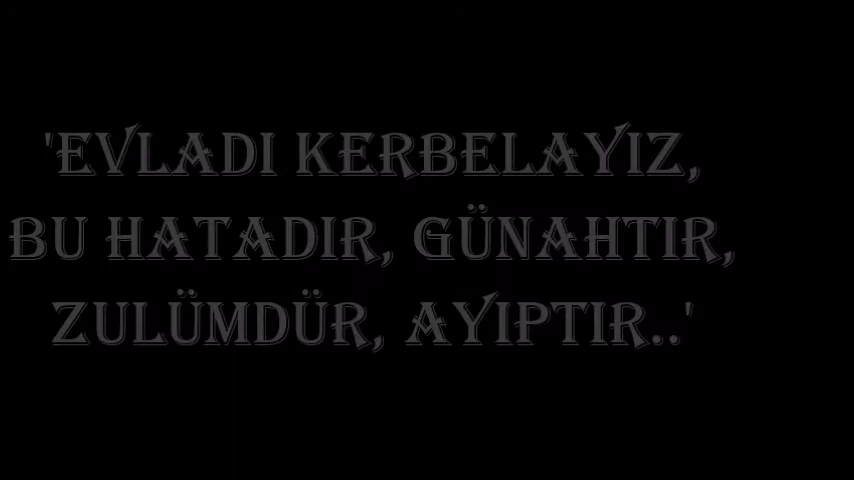 'EVLADI KERBELAYIZ,
BU HATADIR, GÜNAHTIR,
ZULÜMDÜR, AYIPTIR..'